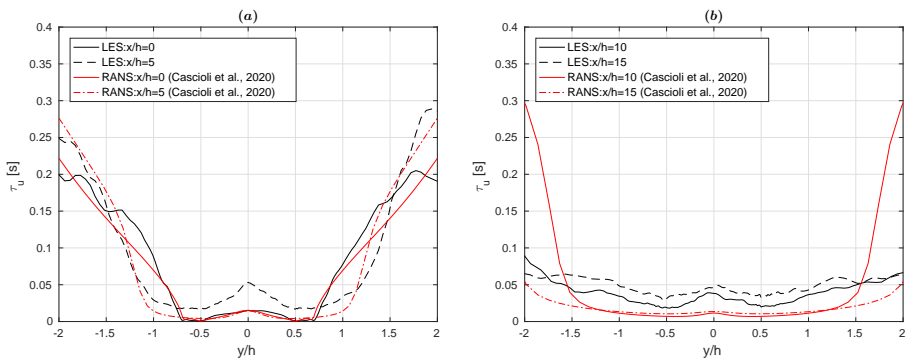 (a)
LES:x/h=0
LES:x/h=5
RANS:x/h=0 (Cascioli et al., 2020)
RANS:x/h=5 (Cascioli et al., 2020)
0.4
0.35
0.3
0.25
0.2
0.15
0.1
0.05
0
τu [s]
-2 -1.5 -1 -0.5 0 0.5 1 1.5 2
y/h
(b)
LES:x/h=10
LES:x/h=15
RANS:x/h=10 (Cascioli et al., 2020)
RANS:x/h=15 (Cascioli et al., 2020)
0.4
0.35
0.3
0.25
0.2
0.15
0.1
0.05
0
τu [s]
-2 -1.5 -1 -0.5 0 0.5 1 1.5 2
y/h